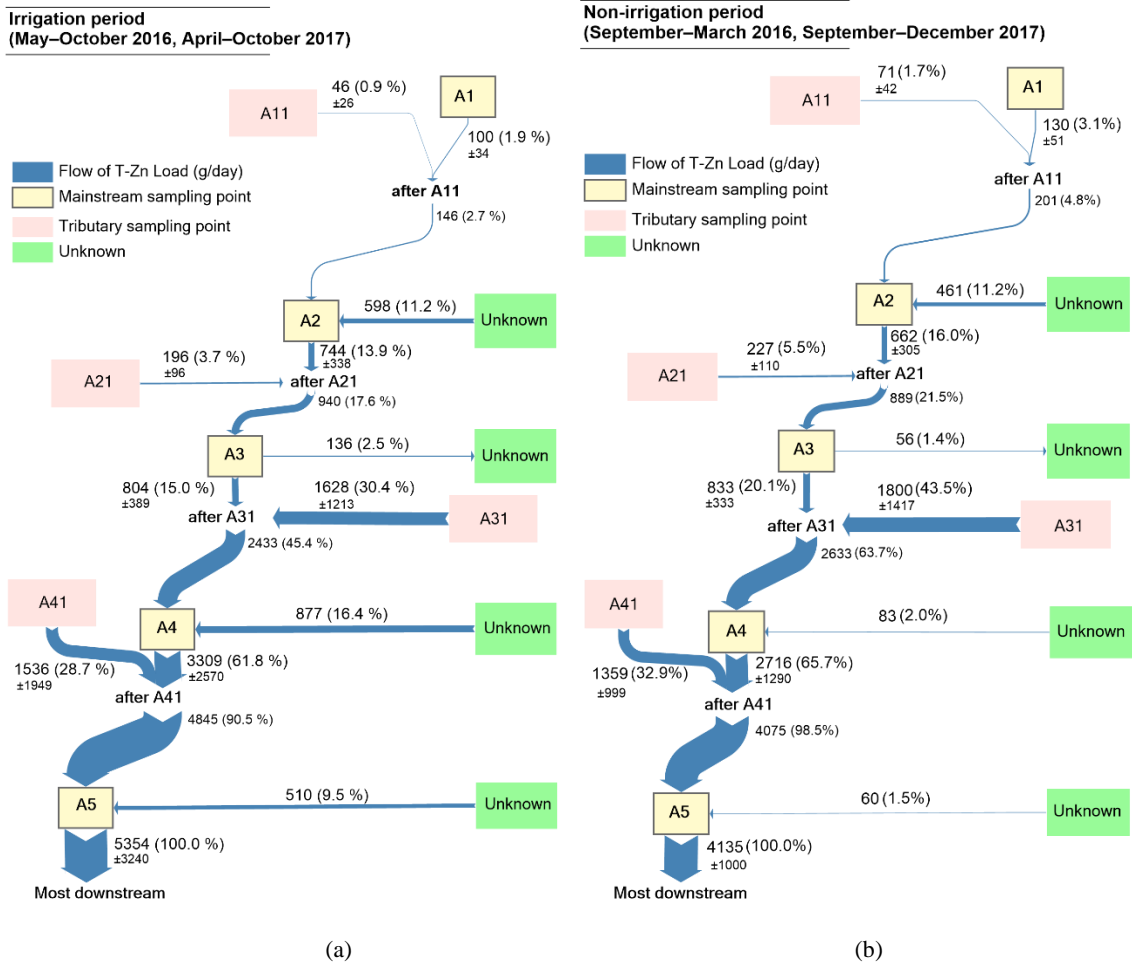 Irrigation period
(May–October 2016, April–October 2017)
46 (0.9 %)
±26
A11
A1
100 (1.9 %)
±34
Flow of T-Zn Load (g/day)
Mainstream sampling point
Tributary sampling point
Unknown
after A11
146 (2.7 %)
A2
598 (11.2 %)
Unknown
744 (13.9 %)
±338
196 (3.7 %)
±96
A21
after A21
940 (17.6 %)
A3
136 (2.5 %)
Unknown
804 (15.0 %)
±389
1628 (30.4 %)
±1213
after A31
A31
2433 (45.4 %)
A41
A4
877 (16.4 %)
Unknown
1536 (28.7 %)
±1949
3309 (61.8 %)
±2570
after A41
4845 (90.5 %)
A5
510 (9.5 %)
Unknown
5354 (100.0 %)
±3240
Most downstream
(a)
Non-irrigation period
(September–March 2016, September–December 2017)
71 (1.7%)
±42
A11
A1
130 (3.1%)
±51
Flow of T-Zn Load (g/day)
Mainstream sampling point
Tributary sampling point
Unknown
after A11
201 (4.8%)
A2
461 (11.2%)
Unknown
662 (16.0%)
±305
227 (5.5%)
±110
A21
after A21
889 (21.5%)
A3
56 (1.4%)
Unknown
833 (20.1%)
±333
1800 (43.5%)
±1417
after A31
A31
2633 (63.7%)
A41
A4
83 (2.0%)
Unknown
1359 (32.9%)
±999
2716 (65.7%)
±1290
after A41
4075 (98.5%)
A5
60 (1.5%)
Unknown
4135 (100.0%)
±1000
Most downstream
(b)